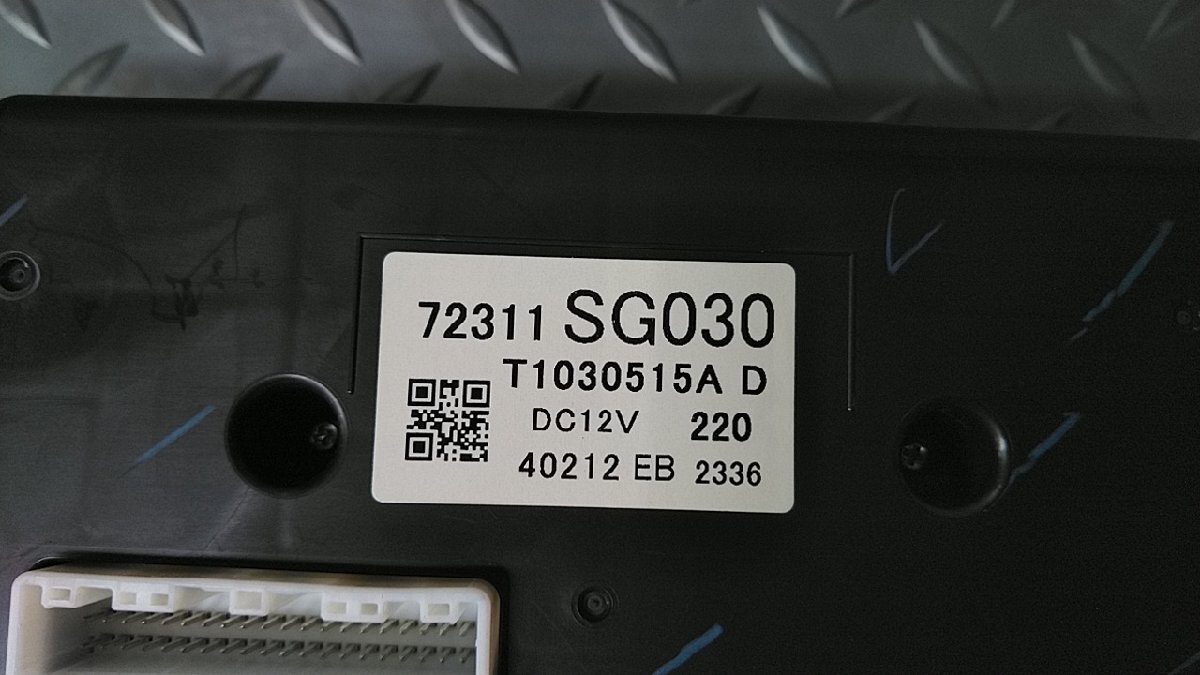 72311 SG030
T1030515A D
DC12V 220
40212 EB 2336